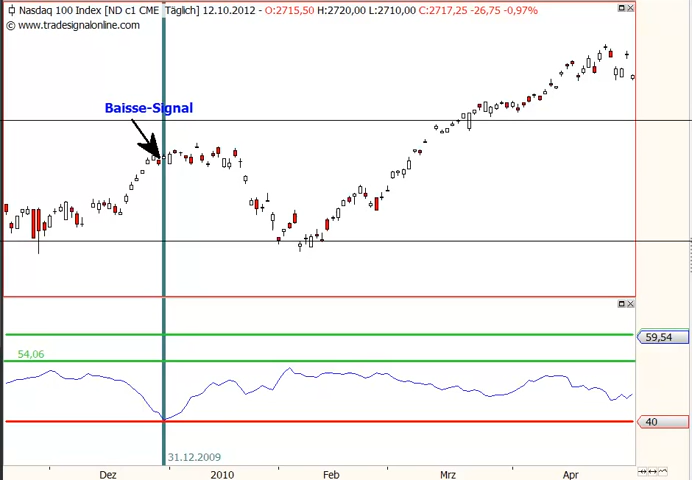 Nasdaq 100 Index [ND c1 CME Täglich] 12.10.2012 - O:2715,50 H:2720,00 L:2710,00 C:2717,25 -26,75 -0,97%
© www.tradesignalonline.com
Baisse-Signal
59,54
54,06
40
31.12.2009
Dez 2010 Feb Mrz Apr